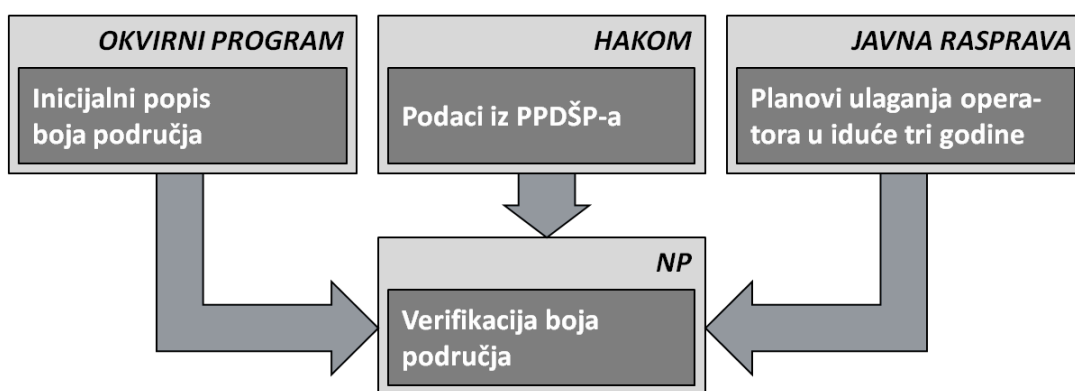 OKVIRNI PROGRAM
Inicijalni popis
boja područja
HAKOM
Podaci iz PPDŠP-a
JAVNA RASPRAVA
Planovi ulaganja opera-
tora u iduće tri godine
NP
Verifikacija boja
područja